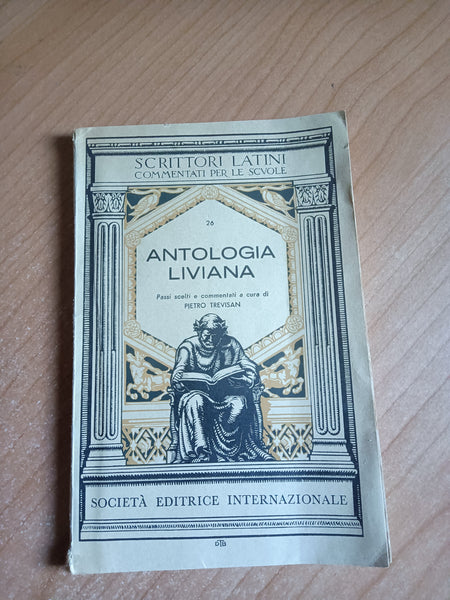 SCRITTORI LATINI
COMMENTATI PER LE SCVOLE
26
ANTOLOGIA
LIVIANA
Passi scelti e commentati a cura di
PIETRO TREVISAN
SOCIETÀ EDITRICE INTERNAZIONALE